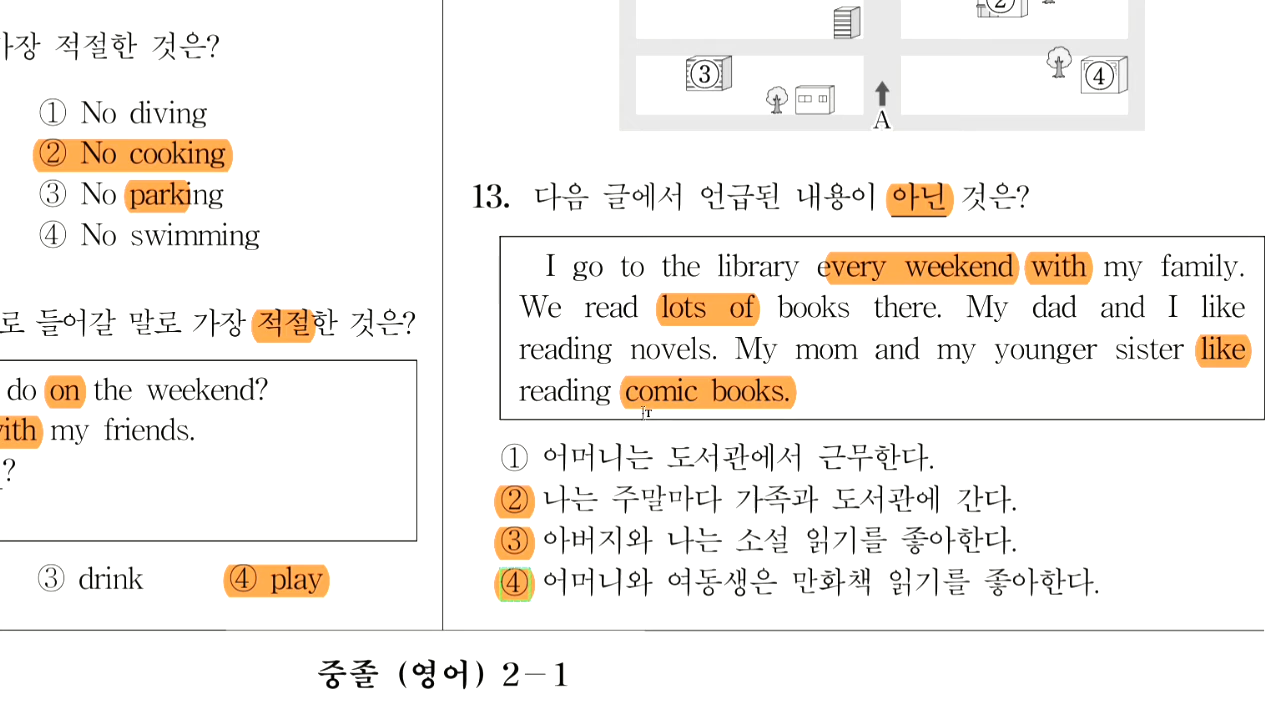 가장 적절한 것은?
① No diving
② No cooking
③ No parking
④ No swimming
로 들어갈 말로 가장 적절한 것은?
do on the weekend?
with my friends.
?
③ drink ④ play
②
③
④
A
13. 다음 글에서 언급된 내용이 아닌 것은?
I go to the library every weekend with my family.
We read lots of books there. My dad and I like
reading novels. My mom and my younger sister like
reading comic books.
① 어머니는 도서관에서 근무한다.
② 나는 주말마다 가족과 도서관에 간다.
③ 아버지와 나는 소설 읽기를 좋아한다.
④ 어머니와 여동생은 만화책 읽기를 좋아한다.
중졸 (영어) 2－1